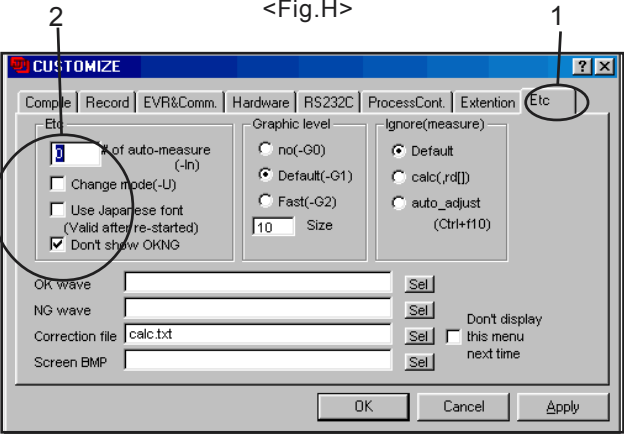 <Fig.H>
2
1
CUSTOMIZE
Compile Record EVR&Comm. Hardware RS232C ProcessCont. Extention Etc
Etc
0 # of auto-measure
(-In)
Change mode(-U)
Use Japanese font
(Valid after re-started)
Don't show OKNG
Graphic level
no(-G0)
Default(-G1)
Fast(-G2)
10 Size
Ignore(measure)
Default
calc(,rd[])
auto_adjust
(Ctrl+f10)
OK wave Sel
NG wave Sel
Correction file calc.txt Sel
Screen BMP Sel
Don't display
this menu
next time
OK Cancel Apply